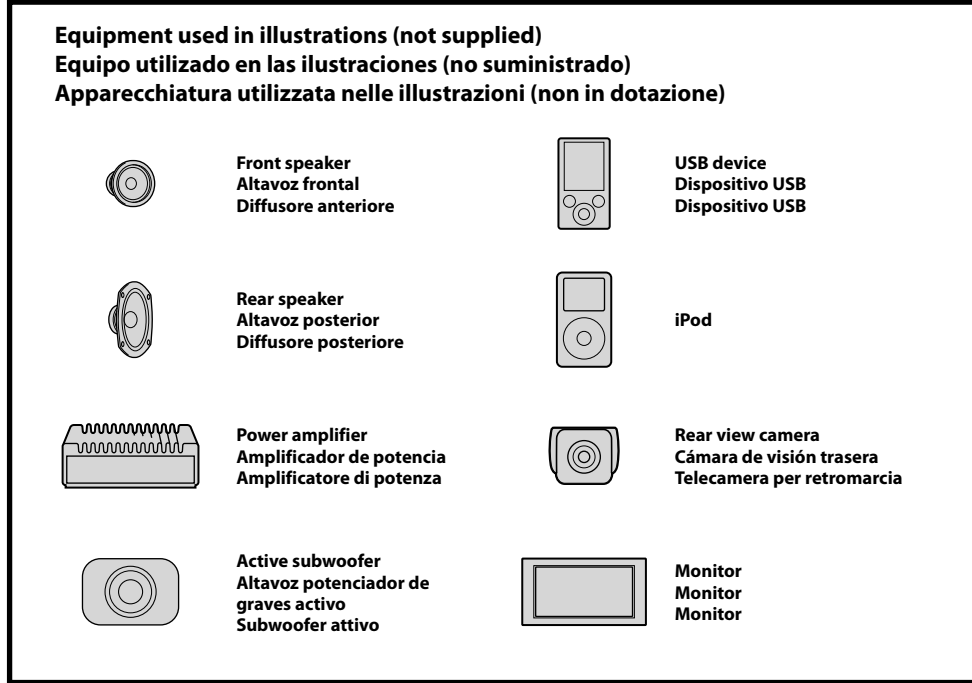 Equipment used in illustrations (not supplied)
Equipo utilizado en las ilustraciones (no suministrado)
Apparecchiatura utilizzata nelle illustrazioni (non in dotazione)
Front speaker
Altavoz frontal
Diffusore anteriore
USB device
Dispositivo USB
Dispositivo USB
Rear speaker
Altavoz posterior
Diffusore posteriore
iPod
Power amplifier
Amplificador de potencia
Amplificatore di potenza
Rear view camera
Cámara de visión trasera
Telecamera per retromarcia
Active subwoofer
Altavoz potenciador de
graves activo
Subwoofer attivo
Monitor
Monitor
Monitor